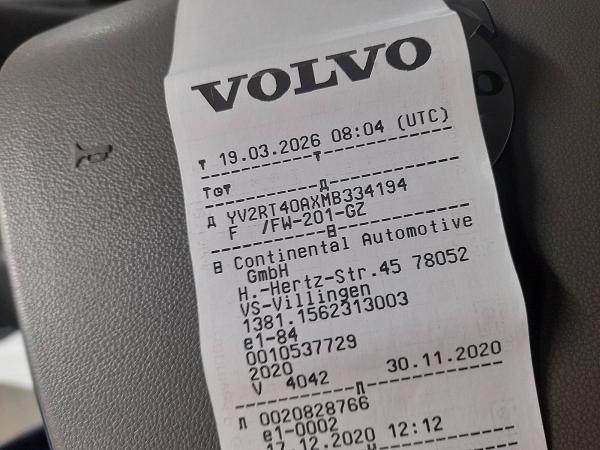 VOLVO
▼ 19.03.2026 08:04 (UTC)
-----------------▼-----------------
T⊙▼
-----------------Д-----------------
Д YV2RT40AXMB334194
F /FW-201-GZ
-----------------B-----------------
B Continental Automotive
GmbH
H.-Hertz-Str.45 78052
VS-Villingen
1381.1562313003
e1-84
0010537729
2020
V 4042 30.11.2020
-----------------Л-----------------
Л 0020828766
e1-0002
17.12.2020 12:12